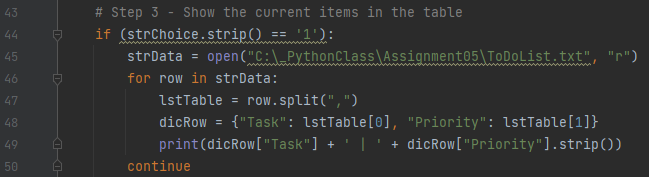 43 # Step 3 - Show the current items in the table
44 if (strChoice.strip() == '1'):
45 strData = open("C:\_PythonClass\Assignment05\ToDoList.txt", "r")
46 for row in strData:
47 lstTable = row.split(",")
48 dicRow = {"Task": lstTable[0], "Priority": lstTable[1]}
49 print(dicRow["Task"] + ' | ' + dicRow["Priority"].strip())
50 continue